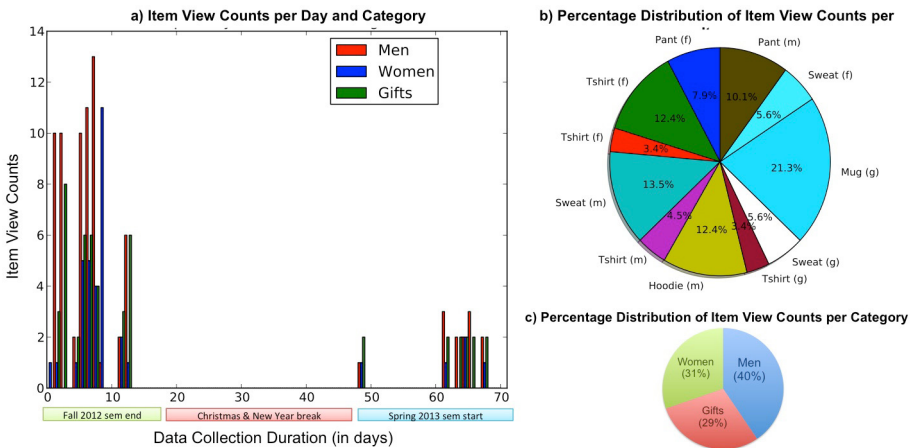 a) Item View Counts per Day and Category
14
12
10
8
6
4
2
0
Item View Counts
Men
Women
Gifts
0 10 20 30 40 50 60 70
Fall 2012 sem end
Christmas & New Year break
Spring 2013 sem start
Data Collection Duration (in days)
b) Percentage Distribution of Item View Counts per
Pant (f)
7.9%
Pant (m)
10.1%
Sweat (f)
5.6%
Mug (g)
21.3%
Sweat (g)
5.6%
Tshirt (g)
3.4%
Hoodie (m)
12.4%
Tshirt (m)
4.5%
Sweat (m)
13.5%
Tshirt (f)
3.4%
Tshirt (f)
12.4%
c) Percentage Distribution of Item View Counts per Category
Women
(31%)
Men
(40%)
Gifts
(29%)